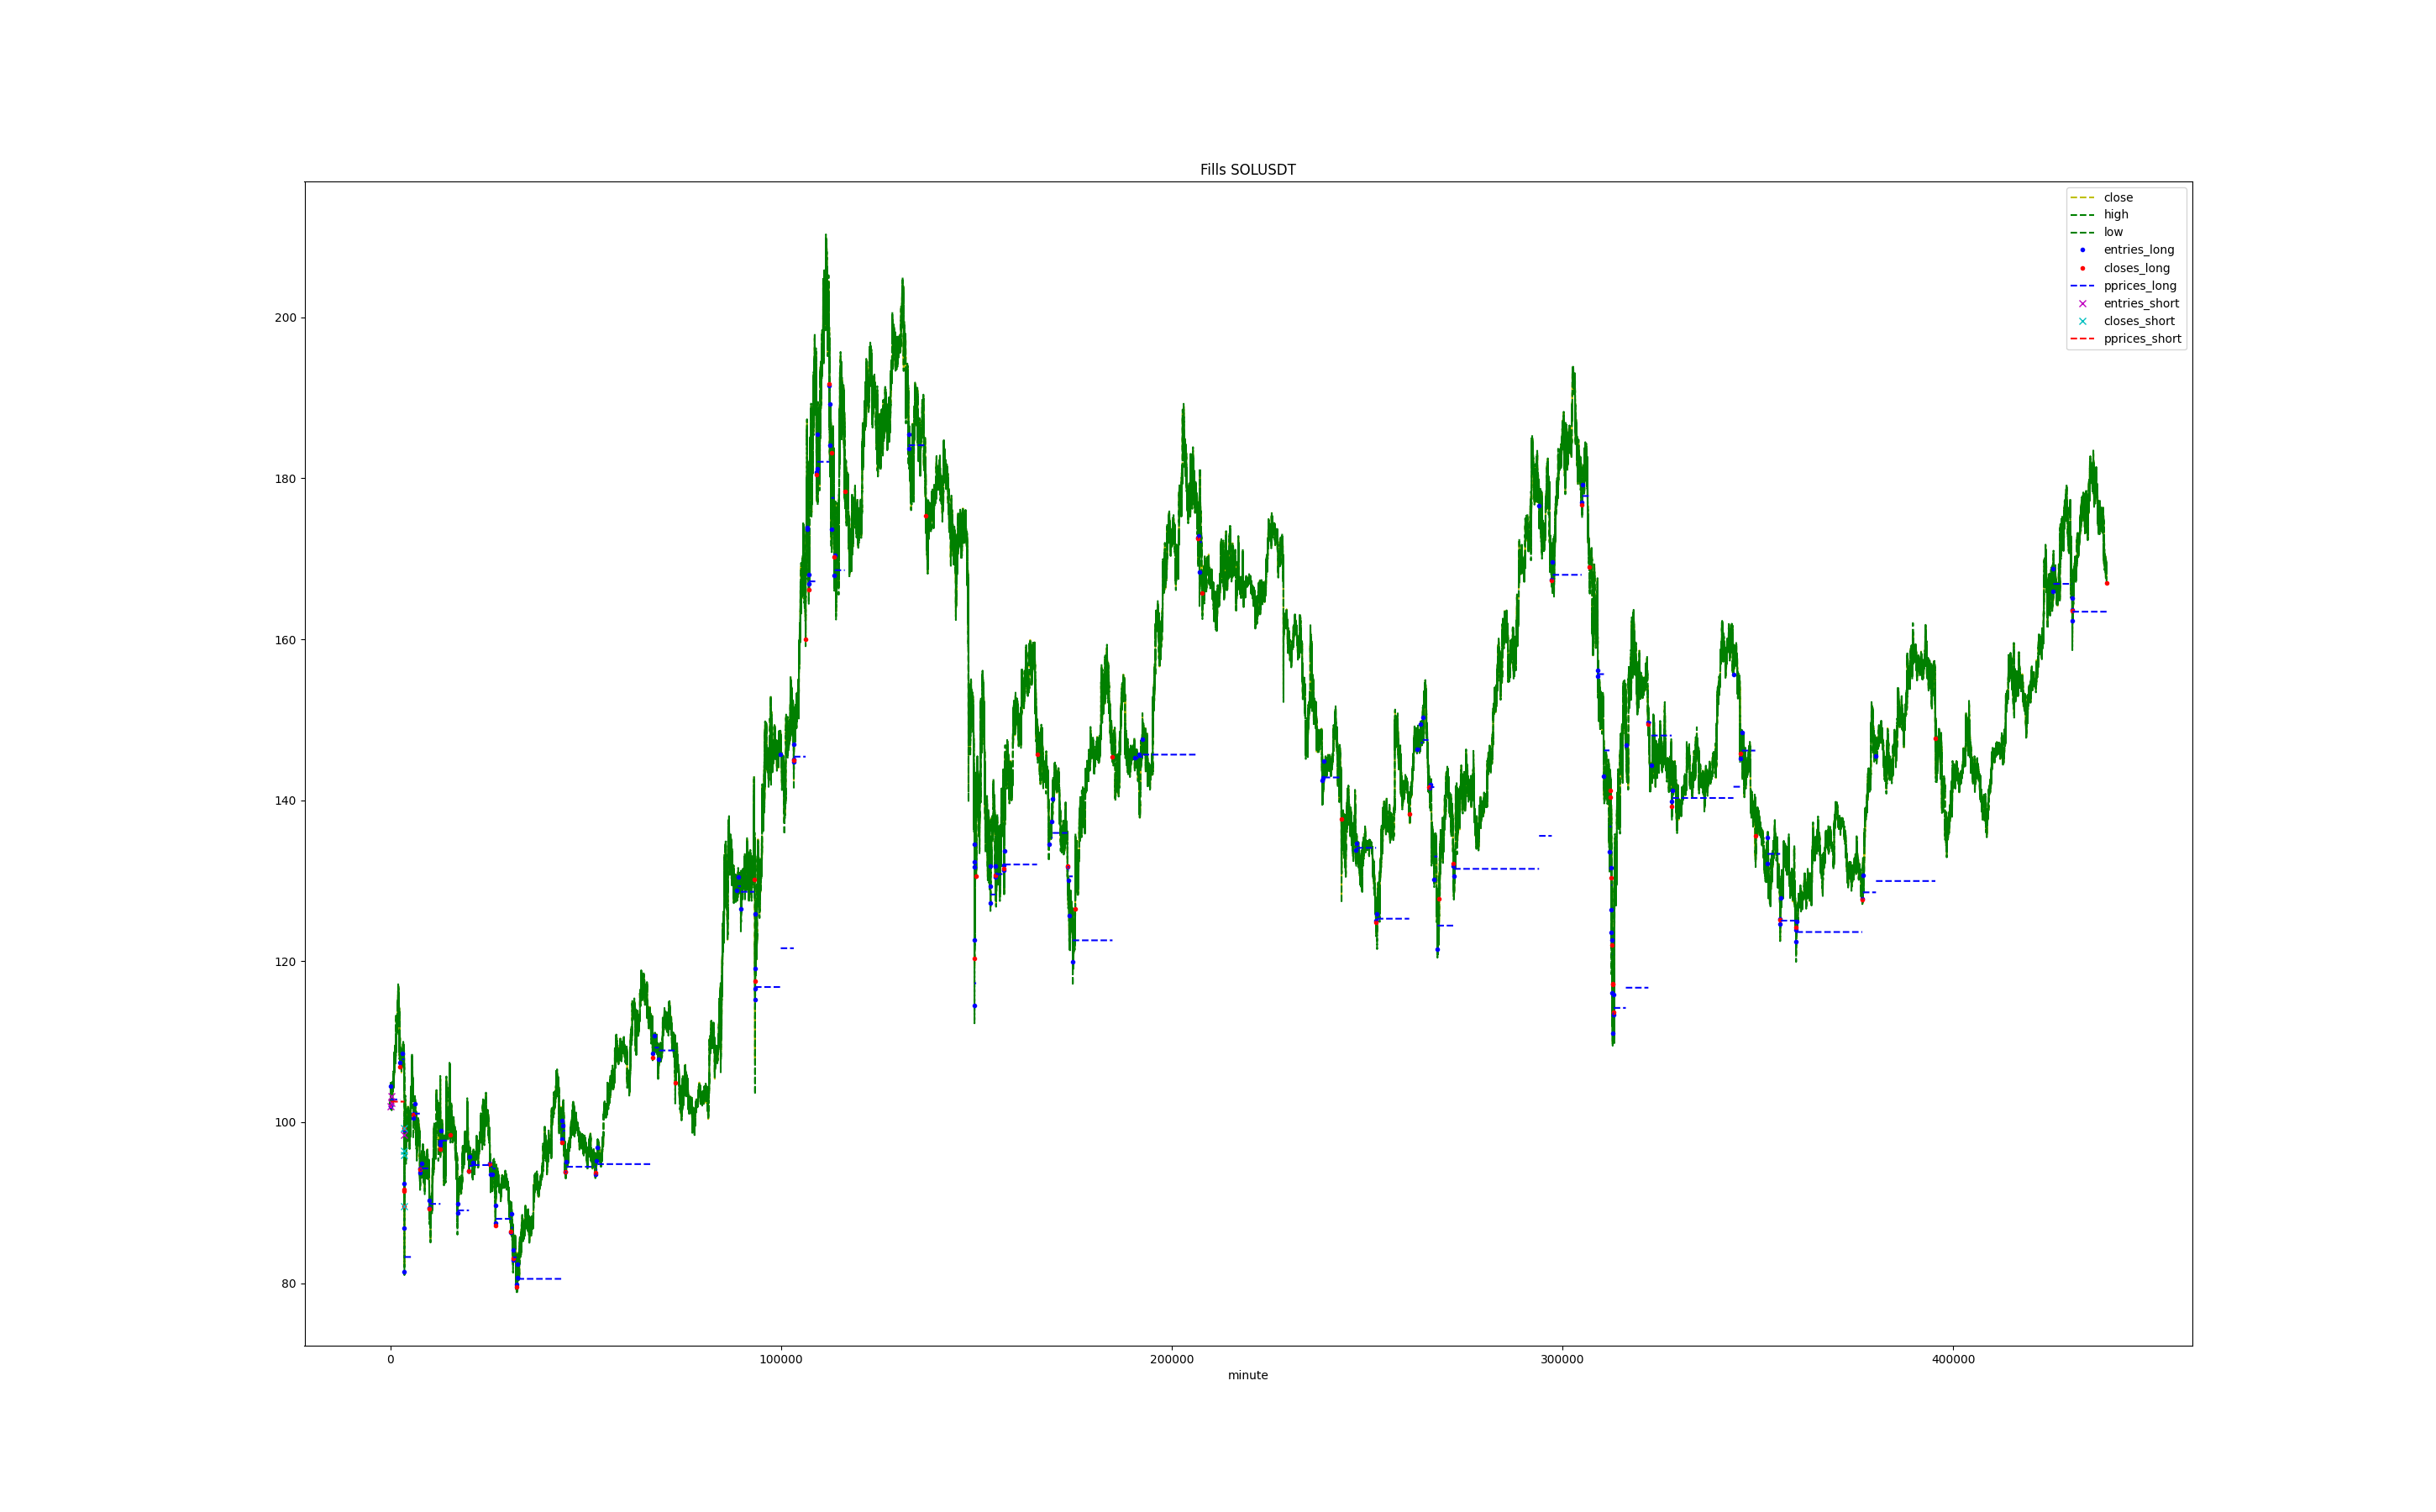 Fills SOLUSDT
close
high
low
entries_long
closes_long
pprices_long
entries_short
closes_short
pprices_short
200
180
160
140
120
100
80
0
100000
200000
300000
400000
minute